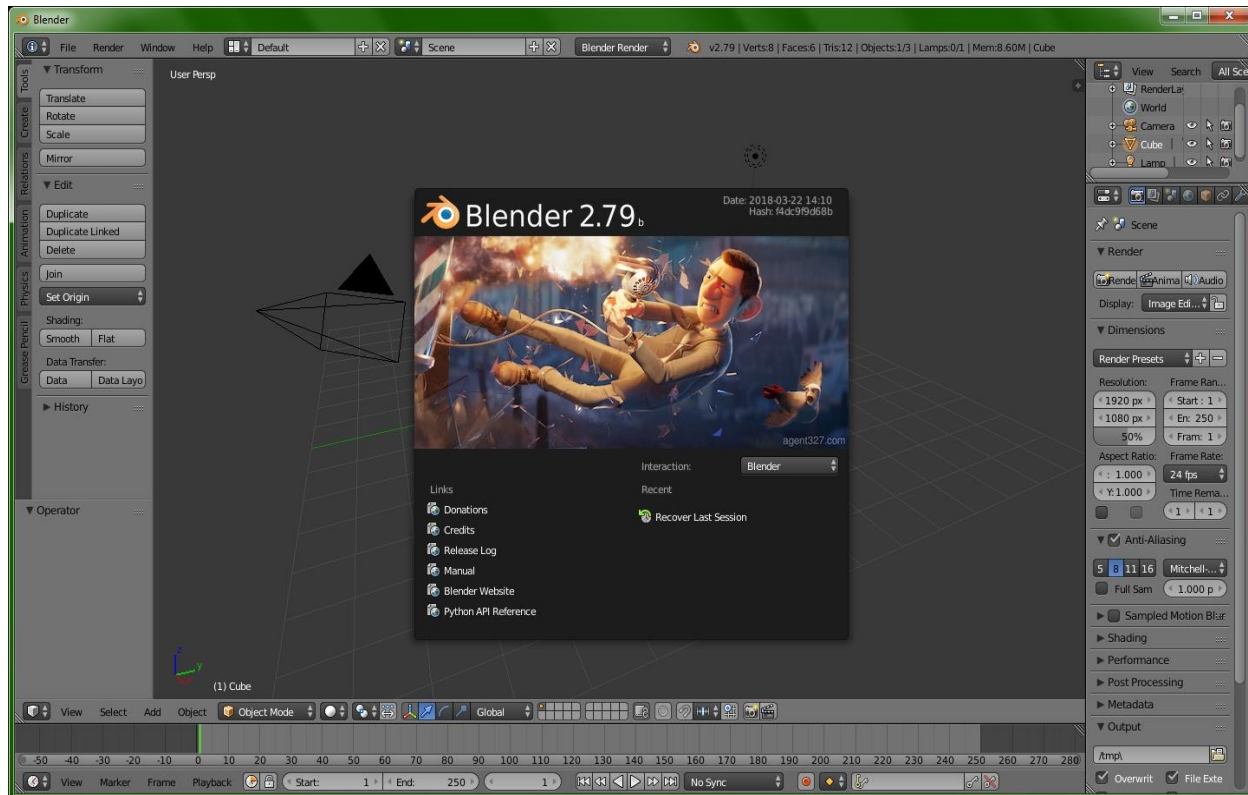 Blender
File Render Window Help Default Scene Blender Render v2.79 | Verts:8 | Faces:6 | Tris:12 | Objects:1/3 | Lamps:0/1 | Mem:8.60M | Cube
Tools
Create
Relations
Animation
Physics
Grease Pencil
Transform
Translate
Rotate
Scale
Mirror
Edit
Duplicate
Duplicate Linked
Delete
Join
Set Origin
Shading:
Smooth Flat
Data Transfer:
Data Data Layo
History
Operator
User Persp
Blender 2.79 b
Date: 2018-03-22 14:10
Hash: f4dc9f9d68b
agent327.com
Interaction: Blender
Links
Donations
Credits
Release Log
Manual
Blender Website
Python API Reference
Recent
Recover Last Session
z
y
(1) Cube
View Search All Sce
RenderLay
World
Camera
Cube
Lamp
Scene
Render
Rende Anima Audio
Display: Image Edi...
Dimensions
Render Presets
Resolution: Frame Ran...
1920 px Start : 1
1080 px En: 250
50% Fram: 1
Aspect Ratio: Frame Rate:
: 1.000 24 fps
Y: 1.000 Time Rema...
1 1
Anti-Aliasing
5 8 11 16 Mitchell-...
Full Sam 1.000 p
Sampled Motion Blur
Shading
Performance
Post Processing
Metadata
Output
/tmp\
Overwrit File Exte
View Select Add Object Object Mode Global
-50 -40 -30 -20 -10 0 10 20 30 40 50 60 70 80 90 100 110 120 130 140 150 160 170 180 190 200 210 220 230 240 250 260 270 280
View Marker Frame Playback Start: 1 End: 250 1 No Sync